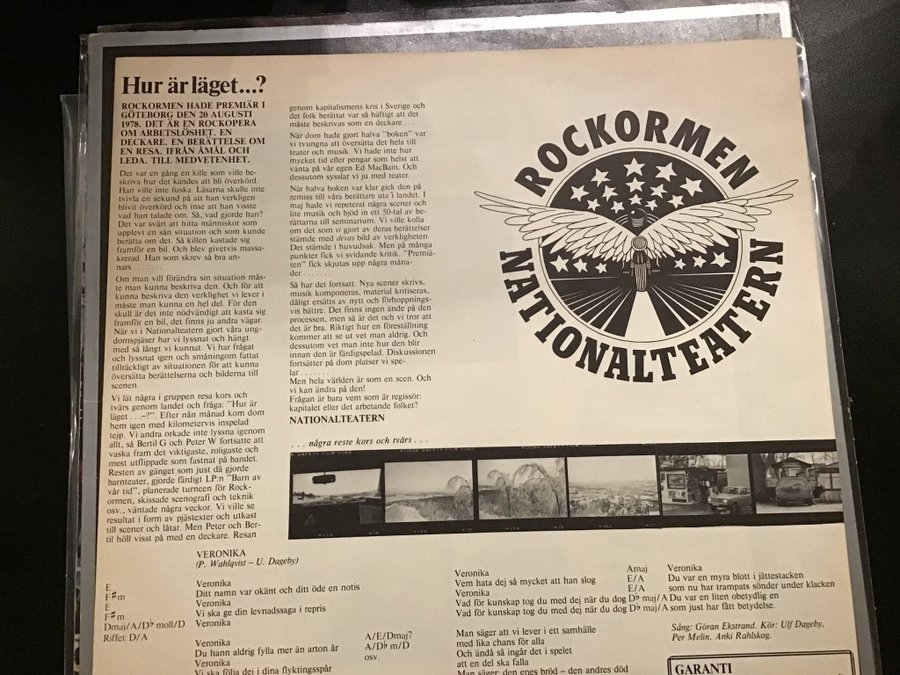 Hur är läget...?
ROCKORMEN HADE PREMIÄR I
GÖTEBORG DEN 20 AUGUSTI
1978. DET ÄR EN ROCKOPERA
OM ARBETSLÖSHET. EN
DECKARE. EN BERÄTTELSE OM
EN RESA. IFRÅN ÅMÅL OCH
LEDA. TILL MEDVETENHET.
Det var en gång en kille som ville be-
skriva hur det kändes att bli överkörd.
Han ville inte fuska. Läsarna skulle inte
tvivla en sekund på att han verkligen
blivit överkörd och inse att han visste
vad han talade om. Så, vad gjorde han?
Det var svårt att hitta människor som
upplevt en sån situation och som kunde
berätta om det. Så killen kastade sig
framför en bil. Och blev givetvis massa-
krerad. Han som skrev så bra an-
nars . . . . . . .
Om man vill förändra sin situation mås-
te man kunna beskriva den. Och för att
kunna beskriva den verklighet vi lever i
måste man kunna en hel del. För den
skull är det inte nödvändigt att kasta sig
framför en bil, det finns ju andra vägar.
När vi i Nationalteatern gjort våra ung-
domspjäser har vi lyssnat och hängt
med så långt vi kunnat. Vi har frågat
och lyssnat igen och småningom fattat
tillräckligt av situationen för att kunna
översätta berättelserna och bilderna till
scenen.
Vi lät några i gruppen resa kors och
tvärs genom landet och fråga: "Hur är
läget . . .–?". Efter nån månad kom dom
hem igen med kilometervis inspelad
tejp. Vi andra orkade inte lyssna igenom
allt, så Bertil G och Peter W fortsatte att
vaska fram det viktigaste, roligaste och
mest utflippade som fastnat på bandet.
Resten av gänget som just då gjorde
barnteater, gjorde färdigt LP:n "Barn av
vår tid", planerade turneen för Rock-
ormen, skissade scenografi och teknik
osv., väntade några veckor. Vi ville se
resultat i form av pjästexter och utkast
till scener och låtar. Men Peter och Ber-
til höll visst på med en deckare. Resan
genom kapitalismens kris i Sverige och
det folk berättat var så häftigt att det
måste beskrivas som en deckare . . .
När dom hade gjort halva "boken" var
vi tvungna att översätta det hela till
teater och musik. Vi hade inte hur
mycket tid eller pengar som helst att
vänta på vår egen Ed MacBain. Och
dessutom sysslar vi ju med teater.
När halva boken var klar gick den på
remiss till våra berättare ute i landet. I
maj hade vi repeterat några scener och
lite musik och bjöd in ett 50-tal av be-
rättarna till seminarium. Vi ville kolla
om det som vi gjort av deras berättelser
stämde med deras bild av verkligheten.
Det stämde i huvudsak. Men på många
punkter fick vi svidande kritik. "Premiä-
ren" fick skjutas upp några måna-
der . . . . . . .
Så har det fortsatt. Nya scener skrivs,
musik komponeras, material kritiseras,
dåligt ersätts av nytt och förhoppnings-
vis bättre. Det finns ingen ände på den
processen, men så är det och vi tror att
det är bra. Riktigt hur en föreställning
kommer att se ut vet man aldrig. Och
dessutom vet man inte hur den blir
innan den är färdigspelad. Diskussionen
fortsätter på dom platser vi spe-
lar . . . . . . .
Men hela världen är som en scen. Och
vi kan ändra på den!
Frågan är bara vem som är regissör:
kapitalet eller det arbetande folket?
NATIONALTEATERN
ROCKORMEN
NATIONALTEATERN
. . . några reste kors och tvärs . . .
VERONIKA
(P. Wahlqvist – U. Dageby)
E
F♯m
E
F♯m
Dmaj/A/D♭ moll/D
Riffet: D/A
Veronika
Ditt namn var okänt och ditt öde en notis
Veronika
Vi ska ge din levnadssaga i repris
Veronika
Veronika
Du hann aldrig fylla mer än arton år
Veronika
Vi ska följa dej i dina flyktingsspår
A/E/Dmaj7
A/D♭ m/D
osv.
Veronika
Vem hata dej så mycket att han slog
Veronika
Vad för kunskap tog du med dej när du dog
Vad för kunskap tog du med dej när du dog
Man säger att vi lever i ett samhälle
med lika chans för alla
Och ändå så ingår det i spelet
att en del ska falla
Man säger: den enes bröd – den andres död
Amaj
E/A
E/A
D♭ maj/A
D♭ maj/A
Veronika
Du var en myra blott i jättestacken
som nu har trampats sönder under klacken
Du var en liten obetydlig en
som just har fått betydelse.
Sång: Göran Ekstrand. Kör: Ulf Dageby,
Per Melin, Anki Rahlskog.
GARANTI